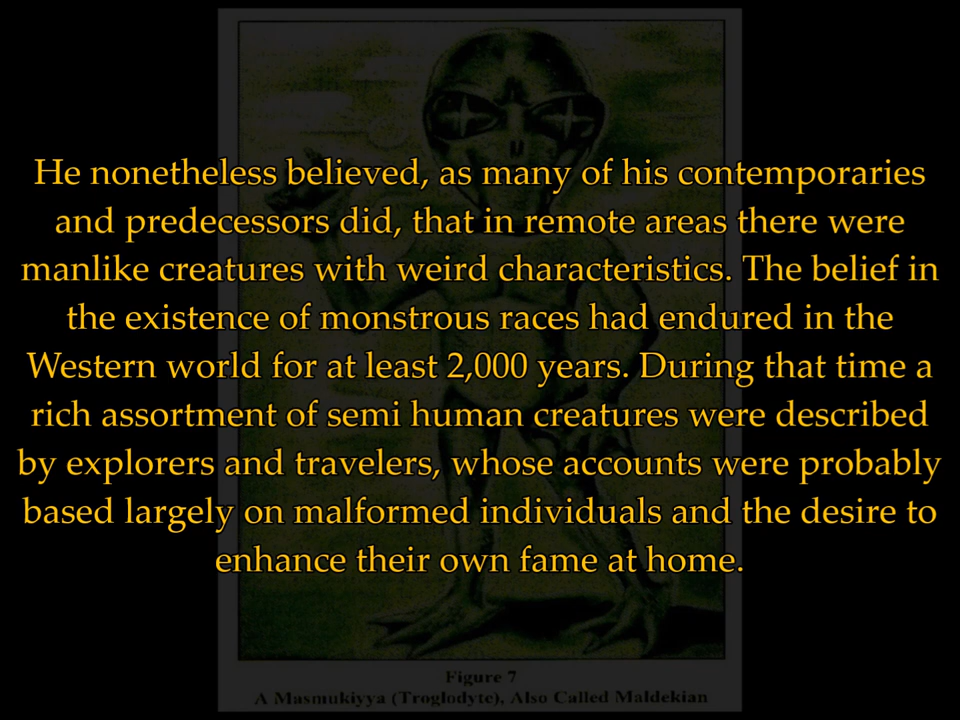 He nonetheless believed, as many of his contemporaries
and predecessors did, that in remote areas there were
manlike creatures with weird characteristics. The belief in
the existence of monstrous races had endured in the
Western world for at least 2,000 years. During that time a
rich assortment of semi human creatures were described
by explorers and travelers, whose accounts were probably
based largely on malformed individuals and the desire to
enhance their own fame at home.
Figure 7
A Masmukiyya (Troglodyte), Also Called Maldekian